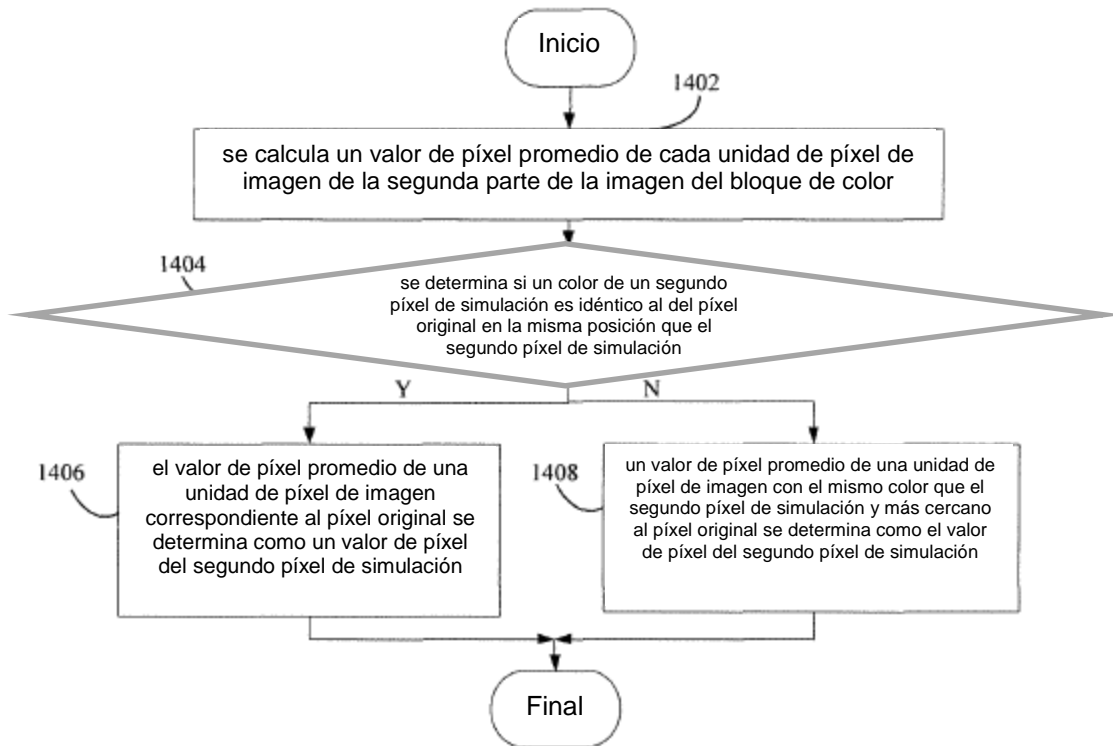 Inicio
1402
se calcula un valor de píxel promedio de cada unidad de píxel de
imagen de la segunda parte de la imagen del bloque de color
1404
se determina si un color de un segundo
píxel de simulación es idéntico al del píxel
original en la misma posición que el
segundo píxel de simulación
Y
N
1406
el valor de píxel promedio de una
unidad de píxel de imagen
correspondiente al píxel original se
determina como un valor de píxel
del segundo píxel de simulación
1408
un valor de píxel promedio de una unidad de
píxel de imagen con el mismo color que el
segundo píxel de simulación y más cercano
al píxel original se determina como el valor
de píxel del segundo píxel de simulación
Final